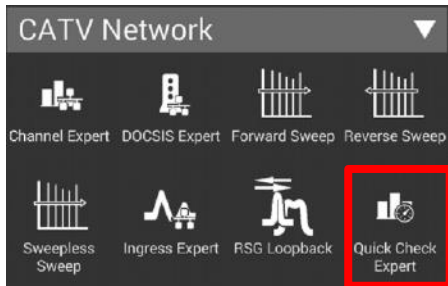 CATV Network
Channel Expert DOCSIS Expert Forward Sweep Reverse Sweep
Sweepless Ingress Expert RSG Loopback Quick Check
Sweep Expert